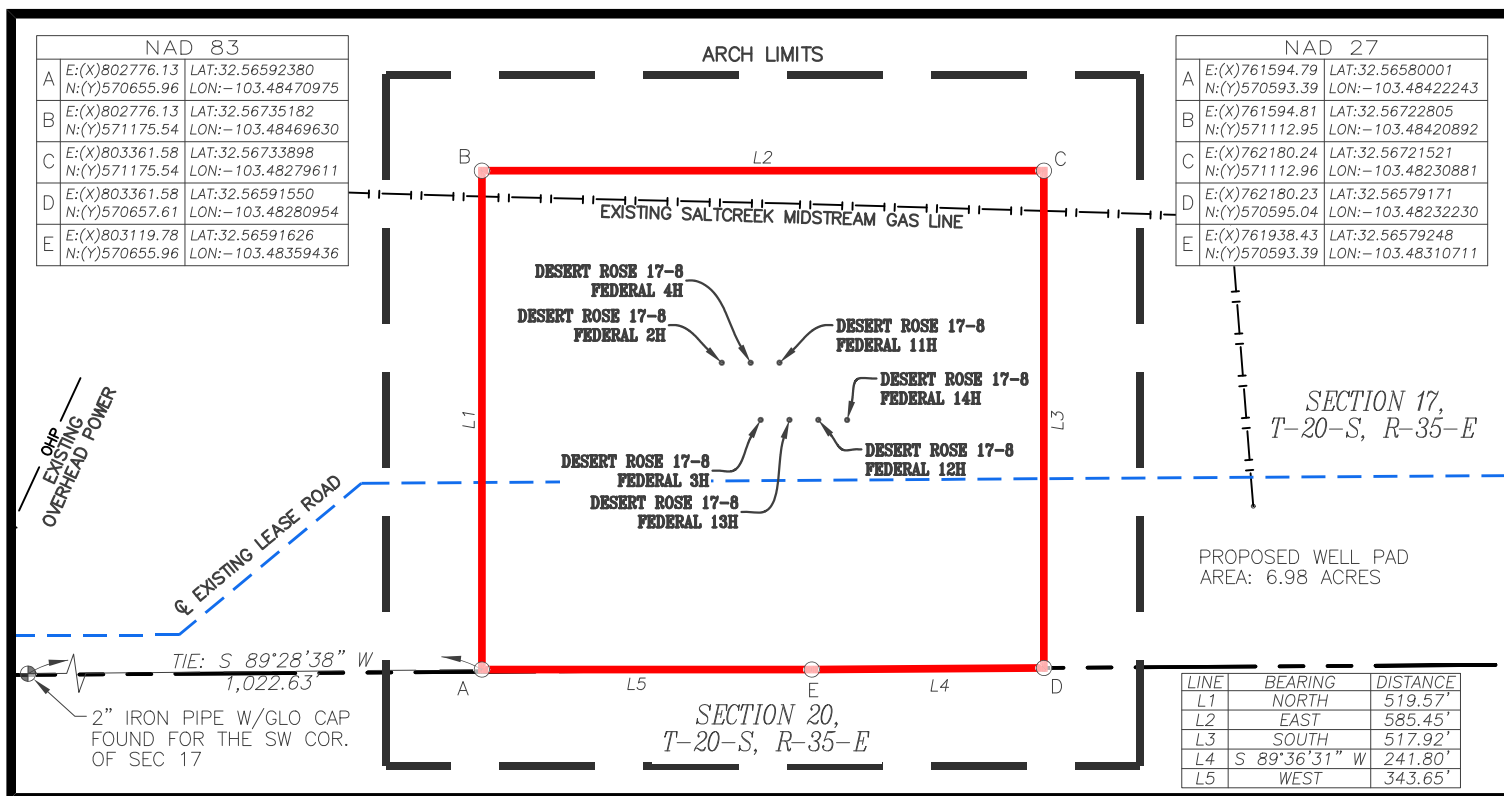 NAD 83
A E:(X)802776.13 LAT:32.56592380
N:(Y)570655.96 LON:-103.48470975
B E:(X)802776.13 LAT:32.56735182
N:(Y)571175.54 LON:-103.48469630
C E:(X)803361.58 LAT:32.56733898
N:(Y)571175.54 LON:-103.48279611
D E:(X)803361.58 LAT:32.56591550
N:(Y)570657.61 LON:-103.48280954
E E:(X)803119.78 LAT:32.56591626
N:(Y)570655.96 LON:-103.48359436
ARCH LIMITS
NAD 27
A E:(X)761594.79 LAT:32.56580001
N:(Y)570593.39 LON:-103.48422243
B E:(X)761594.81 LAT:32.56722805
N:(Y)571112.95 LON:-103.48420892
C E:(X)762180.24 LAT:32.56721521
N:(Y)571112.96 LON:-103.48230881
D E:(X)762180.23 LAT:32.56579171
N:(Y)570595.04 LON:-103.48232230
E E:(X)761938.43 LAT:32.56579248
N:(Y)570593.39 LON:-103.48310711
B
L2
C
EXISTING SALTCREEK MIDSTREAM GAS LINE
DESERT ROSE 17-8
FEDERAL 4H
DESERT ROSE 17-8
FEDERAL 2H
DESERT ROSE 17-8
FEDERAL 11H
DESERT ROSE 17-8
FEDERAL 14H
L1
L3
DESERT ROSE 17-8
FEDERAL 12H
DESERT ROSE 17-8
FEDERAL 3H
DESERT ROSE 17-8
FEDERAL 13H
SECTION 17,
T-20-S, R-35-E
OHP
EXISTING
OVERHEAD POWER
℄ EXISTING LEASE ROAD
PROPOSED WELL PAD
AREA: 6.98 ACRES
TIE: S 89°28'38" W
1,022.63'
A
L5
E
L4
D
2" IRON PIPE W/GLO CAP
FOUND FOR THE SW COR.
OF SEC 17
SECTION 20,
T-20-S, R-35-E
LINE BEARING DISTANCE
L1 NORTH 519.57'
L2 EAST 585.45'
L3 SOUTH 517.92'
L4 S 89°36'31" W 241.80'
L5 WEST 343.65'